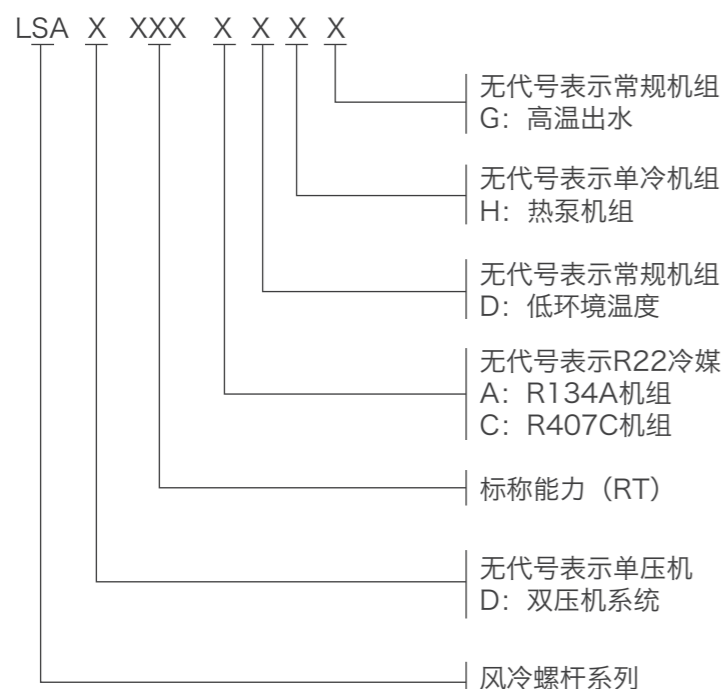 LSA X XXX X X X X
无代号表示常规机组
G：高温出水
无代号表示单冷机组
H：热泵机组
无代号表示常规机组
D：低环境温度
无代号表示R22冷媒
A：R134A机组
C：R407C机组
标称能力（RT）
无代号表示单压机
D：双压机系统
风冷螺杆系列